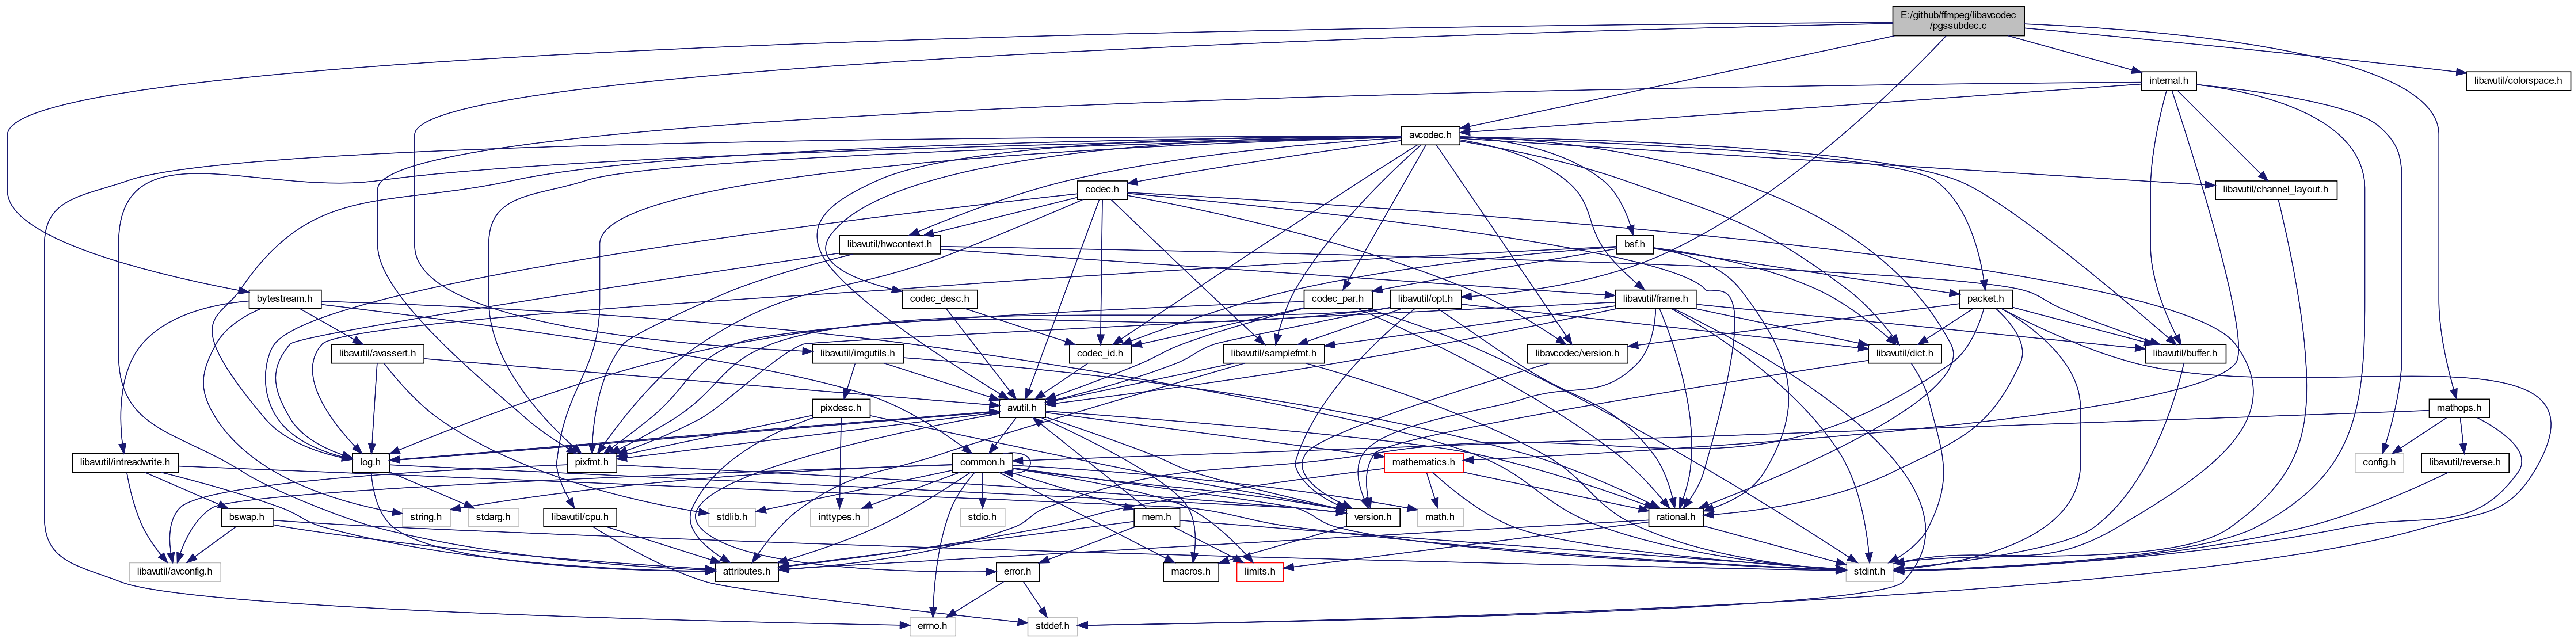 E:/github/ffmpeg/libavcodec
/pgssubdec.c
internal.h
libavutil/colorspace.h
avcodec.h
codec.h
libavutil/channel_layout.h
libavutil/hwcontext.h
bsf.h
bytestream.h
codec_desc.h
codec_par.h
libavutil/opt.h
libavutil/frame.h
packet.h
libavutil/avassert.h
libavutil/imgutils.h
codec_id.h
libavutil/samplefmt.h
libavcodec/version.h
libavutil/dict.h
libavutil/buffer.h
pixdesc.h
avutil.h
mathops.h
libavutil/intreadwrite.h
log.h
pixfmt.h
common.h
mathematics.h
config.h
libavutil/reverse.h
bswap.h
string.h
stdarg.h
libavutil/cpu.h
stdlib.h
inttypes.h
stdio.h
mem.h
version.h
math.h
rational.h
libavutil/avconfig.h
attributes.h
error.h
macros.h
limits.h
stdint.h
errno.h
stddef.h